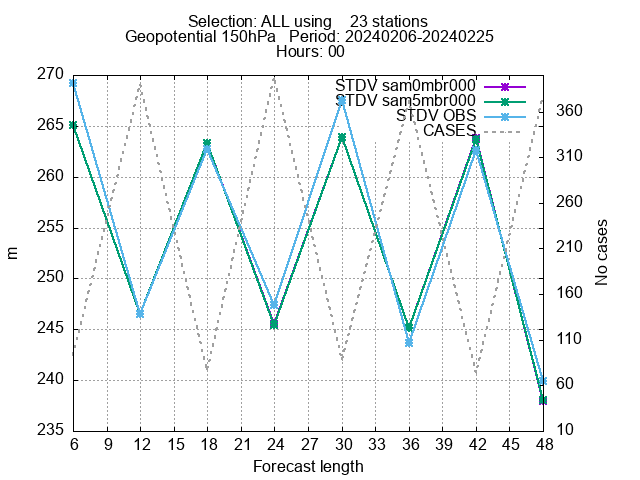 Selection: ALL using 23 stations
Geopotential 150hPa Period: 20240206-20240225
Hours: 00
STDV sam0mbr000
STDV sam5mbr000
STDV OBS
CASES
270
265
260
255
250
245
240
235
m
360
310
260
210
160
110
60
10
No cases
6 9 12 15 18 21 24 27 30 33 36 39 42 45 48
Forecast length